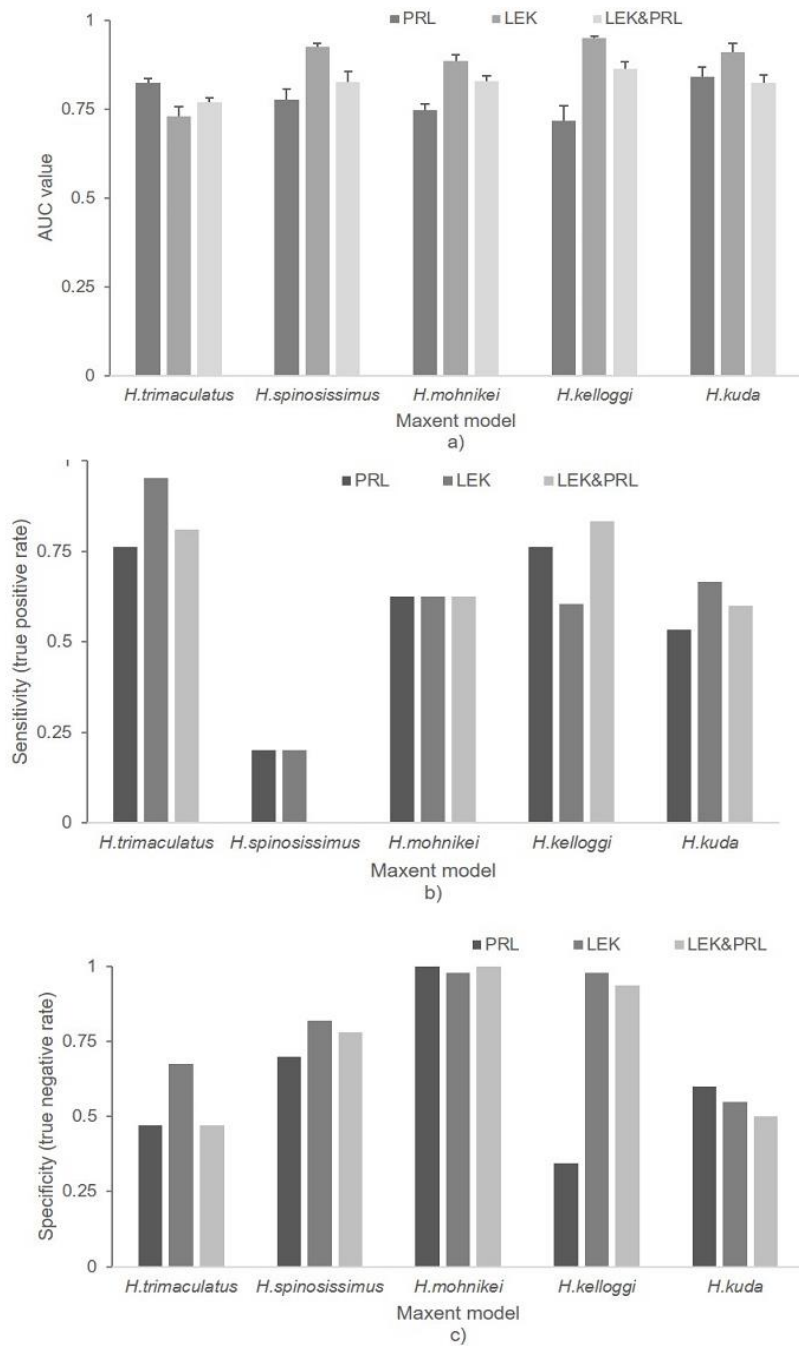 PRL LEK LEK&PRL
1
0.75
0.5
0.25
0
AUC value
H.trimaculatus H.spinosissimus H.mohnikei H.kelloggi H.kuda
Maxent model
a)
PRL LEK LEK&PRL
0.75
0.5
0.25
0
Sensitivity (true positive rate)
H.trimaculatus H.spinosissimus H.mohnikei H.kelloggi H.kuda
Maxent model
b)
PRL LEK LEK&PRL
1
0.75
0.5
0.25
0
Specificity (true negative rate)
H.trimaculatus H.spinosissimus H.mohnikei H.kelloggi H.kuda
Maxent model
c)